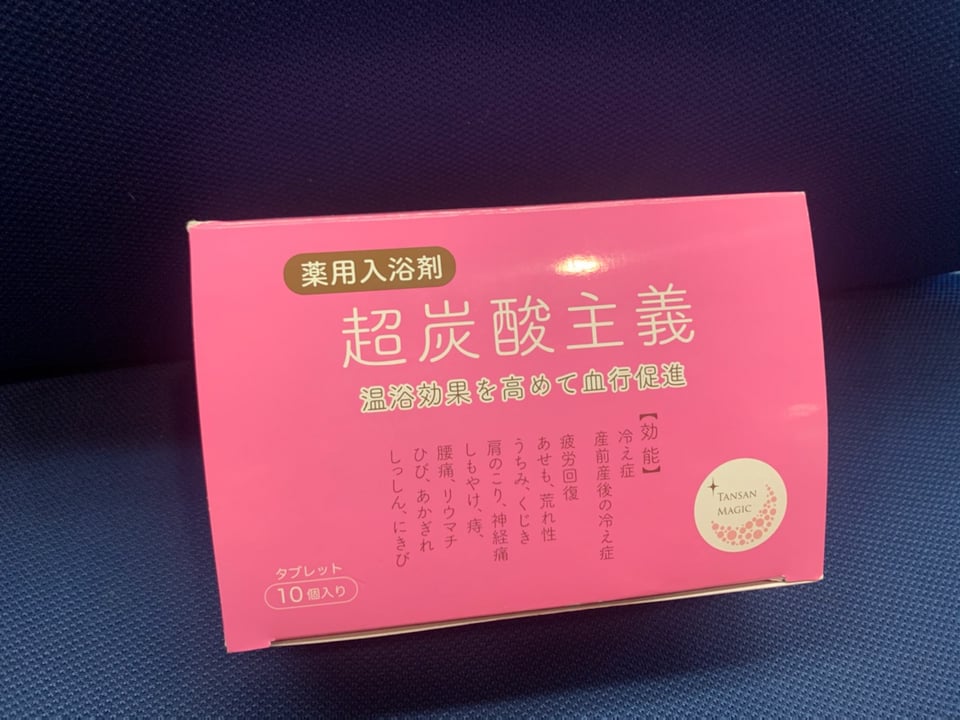 薬用入浴剤
超炭酸主義
温浴効果を高めて血行促進
【効能】
冷え症
産前産後の冷え症
疲労回復
あせも、荒れ性
うちみ、くじき
肩のこり、神経痛
しもやけ、痔、
腰痛、リウマチ
ひび、あかぎれ
しっしん、にきび
TANSAN
MAGIC
タブレット
10個入り